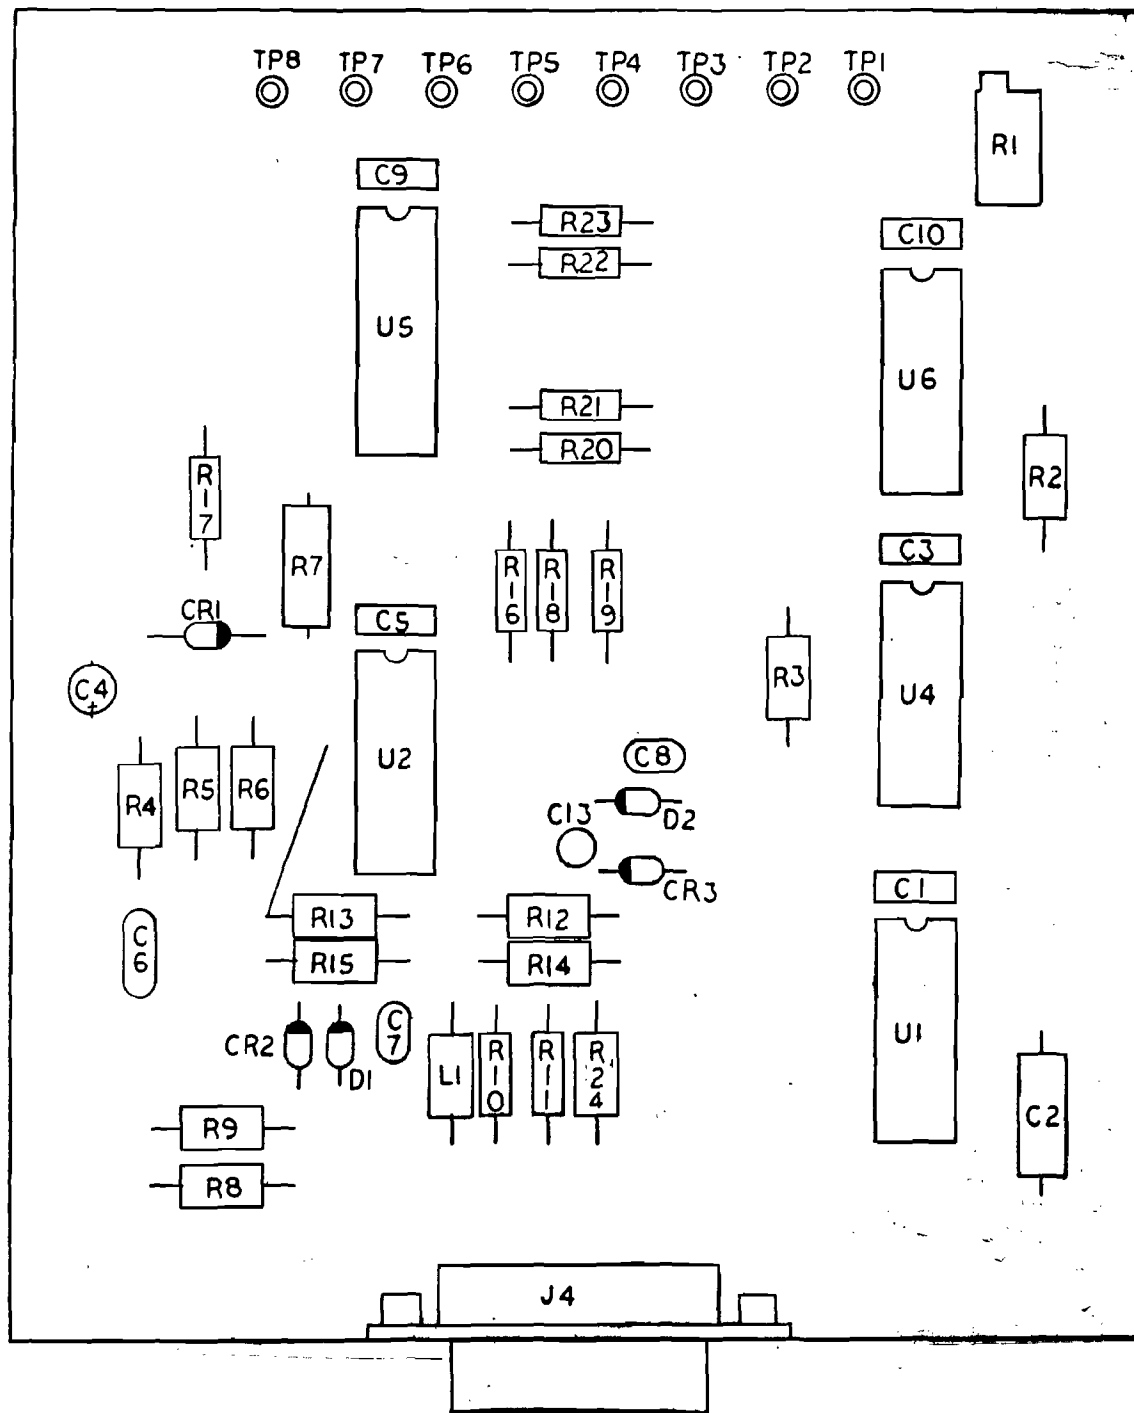 TP8 TP7 TP6 TP5 TP4 TP3 TP2 TP1
R1
C9
R23
C10
R22
U5
U6
R21
R20
R17
R2
R7
R16
R18
R19
C3
CR1
C5
C4
R3
U4
U2
C8
R4
R5
R6
C13
D2
CR3
C1
R13
R12
C6
R15
R14
CR2
D1
C7
L1
R10
R11
R24
U1
C2
R9
R8
J4